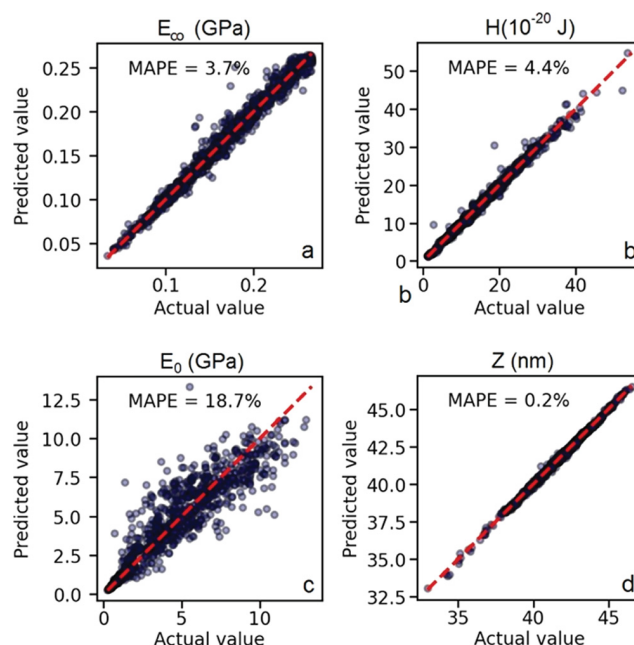 E∞ (GPa)
MAPE = 3.7%
0.25
0.20
0.15
0.10
0.05
Predicted value
a
0.1
0.2
Actual value
H(10⁻²⁰ J)
MAPE = 4.4%
50
40
30
20
10
0
Predicted value
b
b
0
20
40
Actual value
E₀ (GPa)
MAPE = 18.7%
12.5
10.0
7.5
5.0
2.5
0.0
Predicted value
c
0
5
10
Actual value
Z (nm)
MAPE = 0.2%
45.0
42.5
40.0
37.5
35.0
32.5
Predicted value
d
35
40
45
Actual value